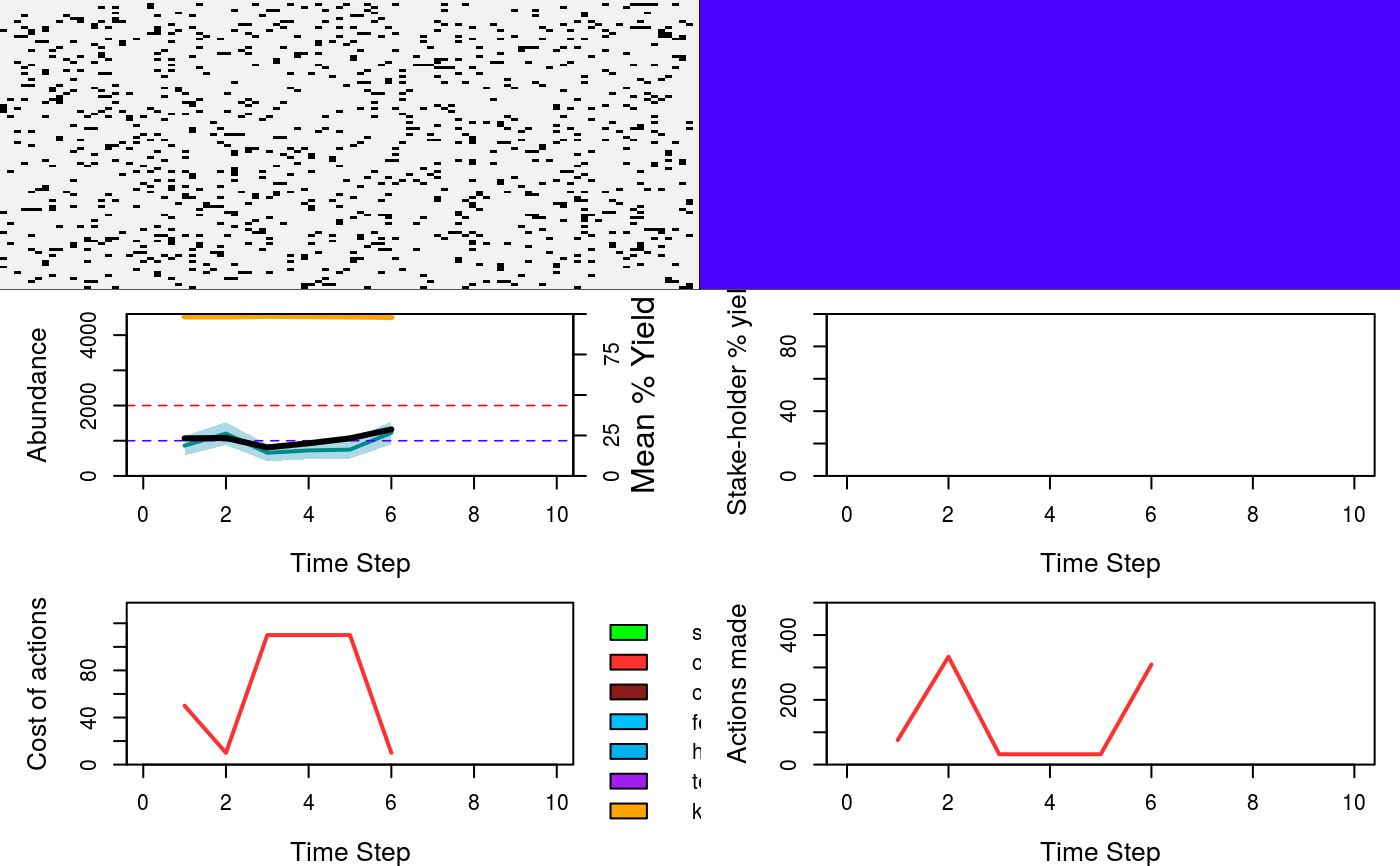 Abundance
0
2000
4000
0
25
75
Mean % Yield
0 2 4 6 8 10
Time Step
Stake-holder % yiel
0
40
80
0 2 4 6 8 10
Time Step
Cost of actions
0
40
80
0 2 4 6 8 10
Time Step
s
c
c
fe
h
te
k
Actions made
0
200
400
0 2 4 6 8 10
Time Step